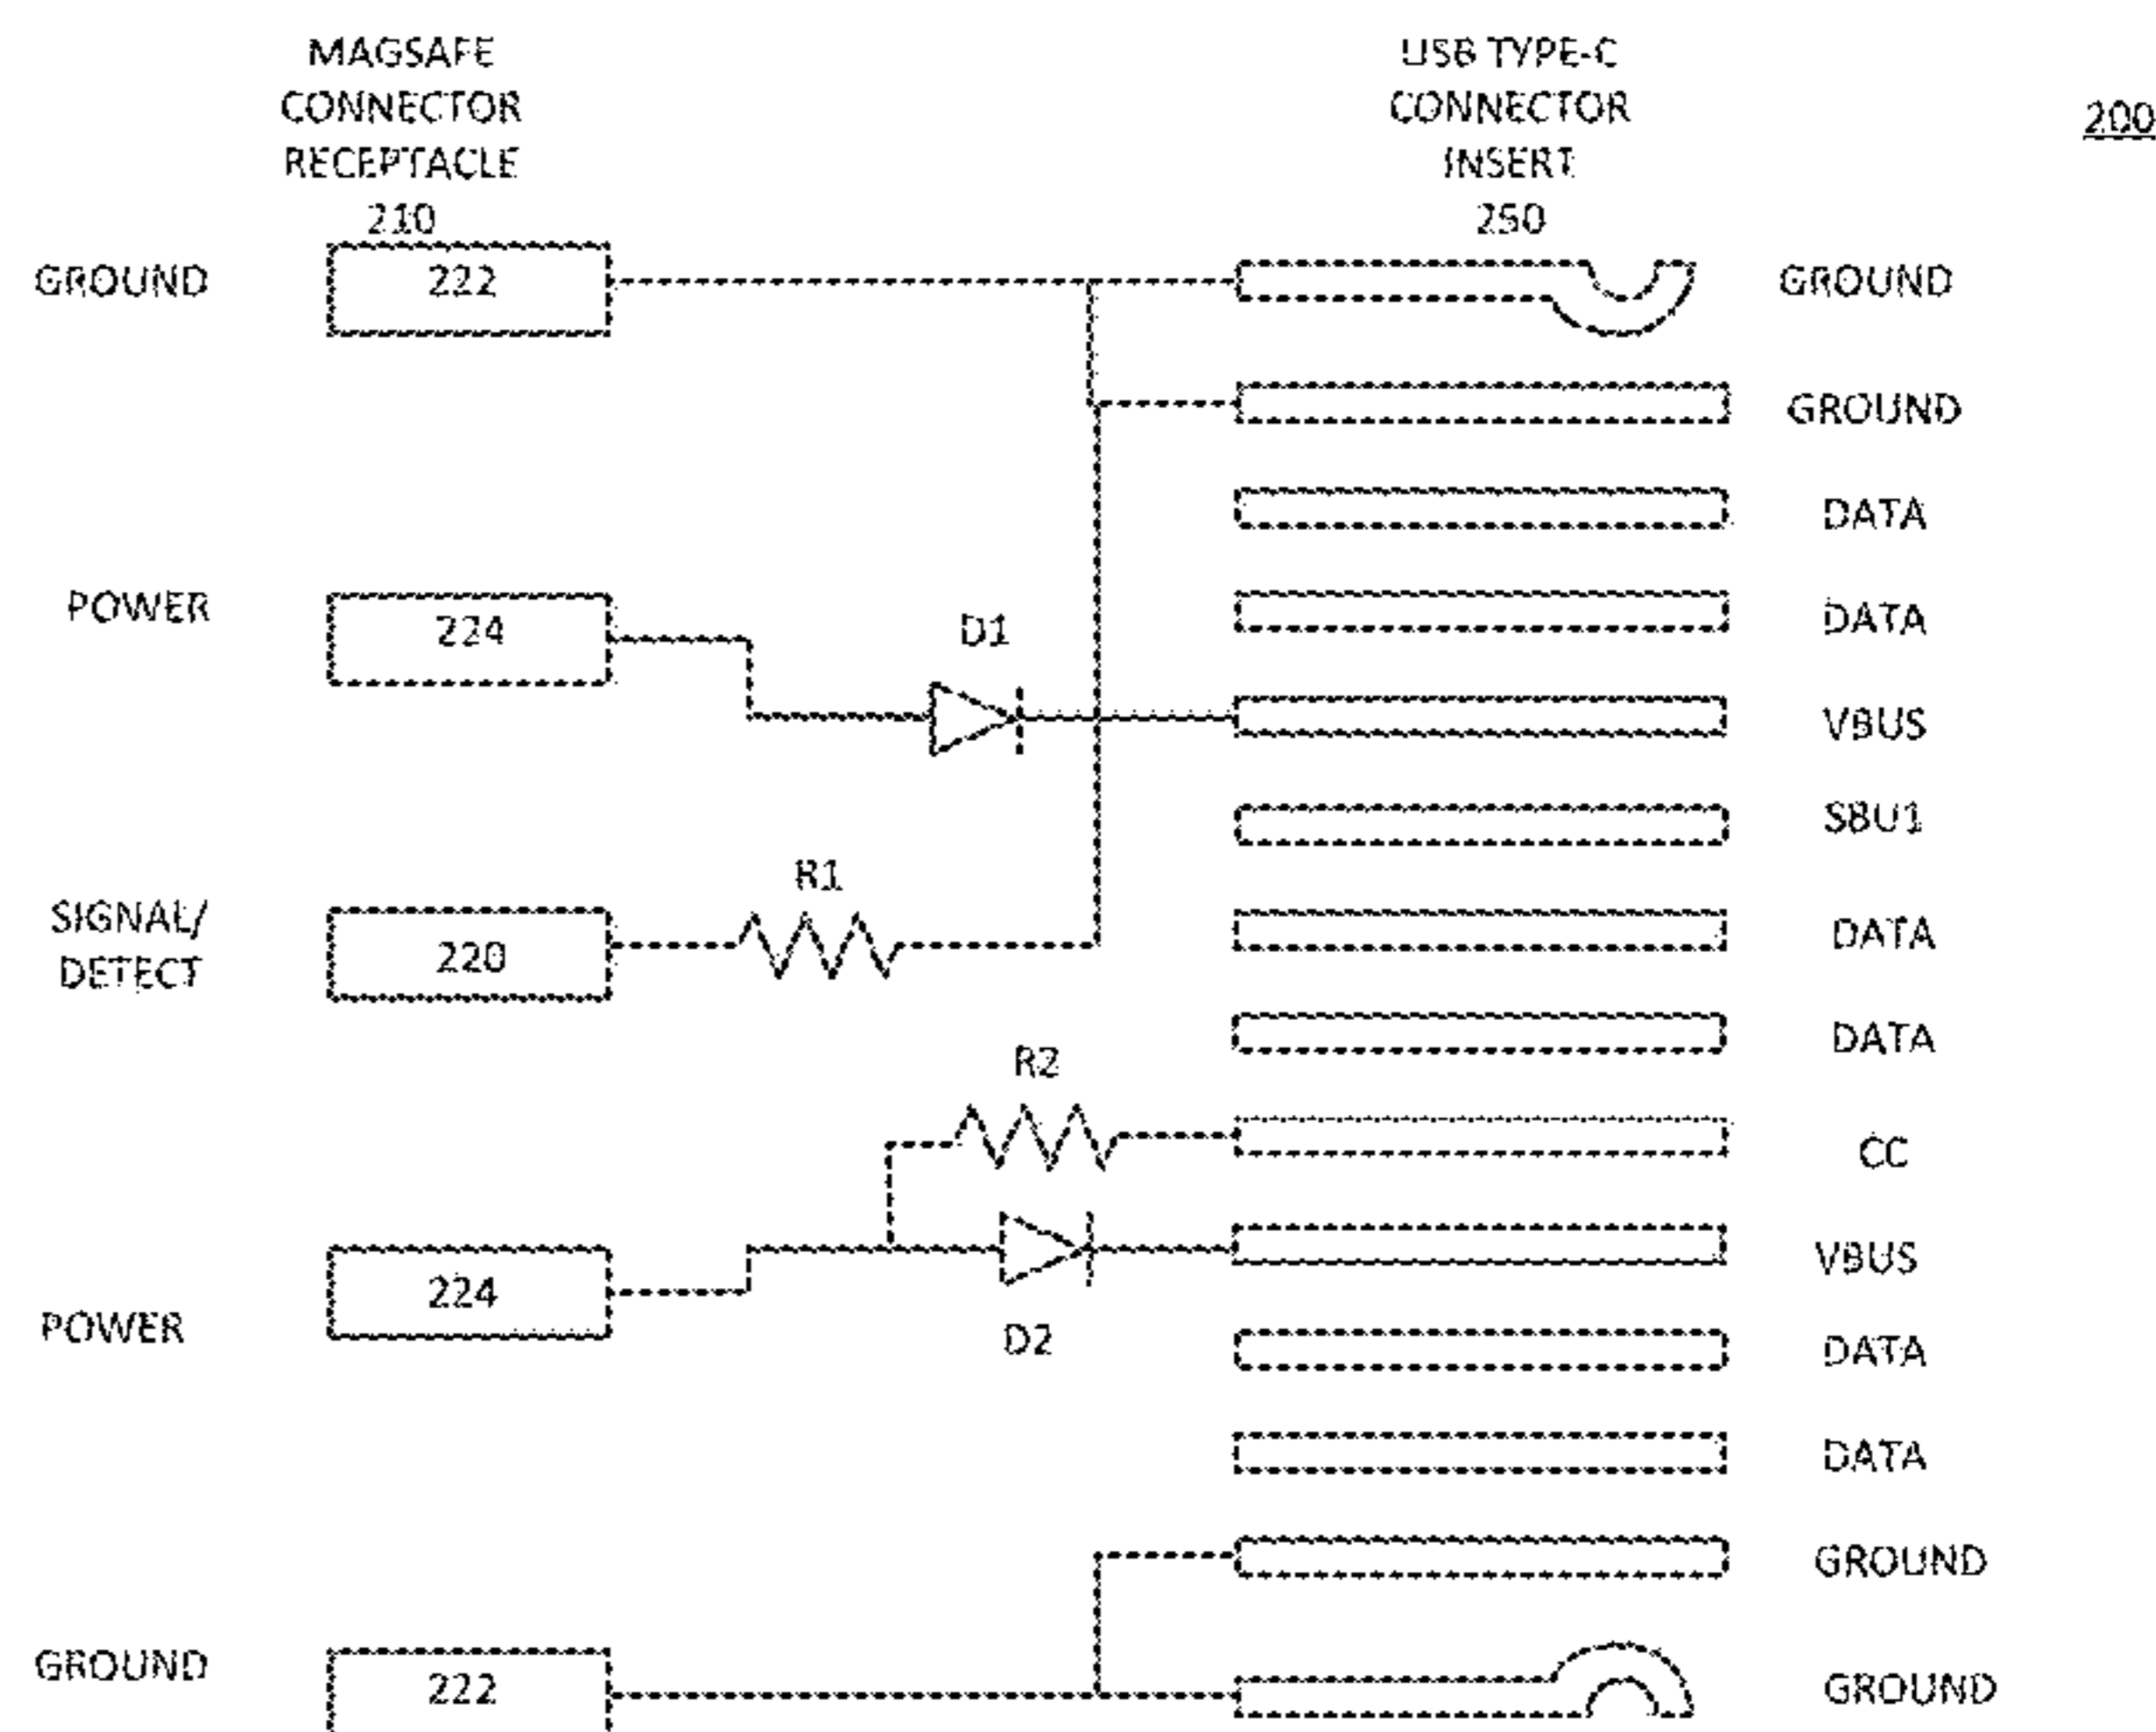 MAGSAFE
CONNECTOR
RECEPTACLE
210
USB TYPE-C
CONNECTOR
INSERT
250
200
GROUND
222
GROUND
GROUND
DATA
DATA
POWER
224
D1
VBUS
SBU1
R1
SIGNAL/
DETECT
220
DATA
DATA
R2
CC
VBUS
224
POWER
D2
DATA
DATA
GROUND
GROUND
222
GROUND